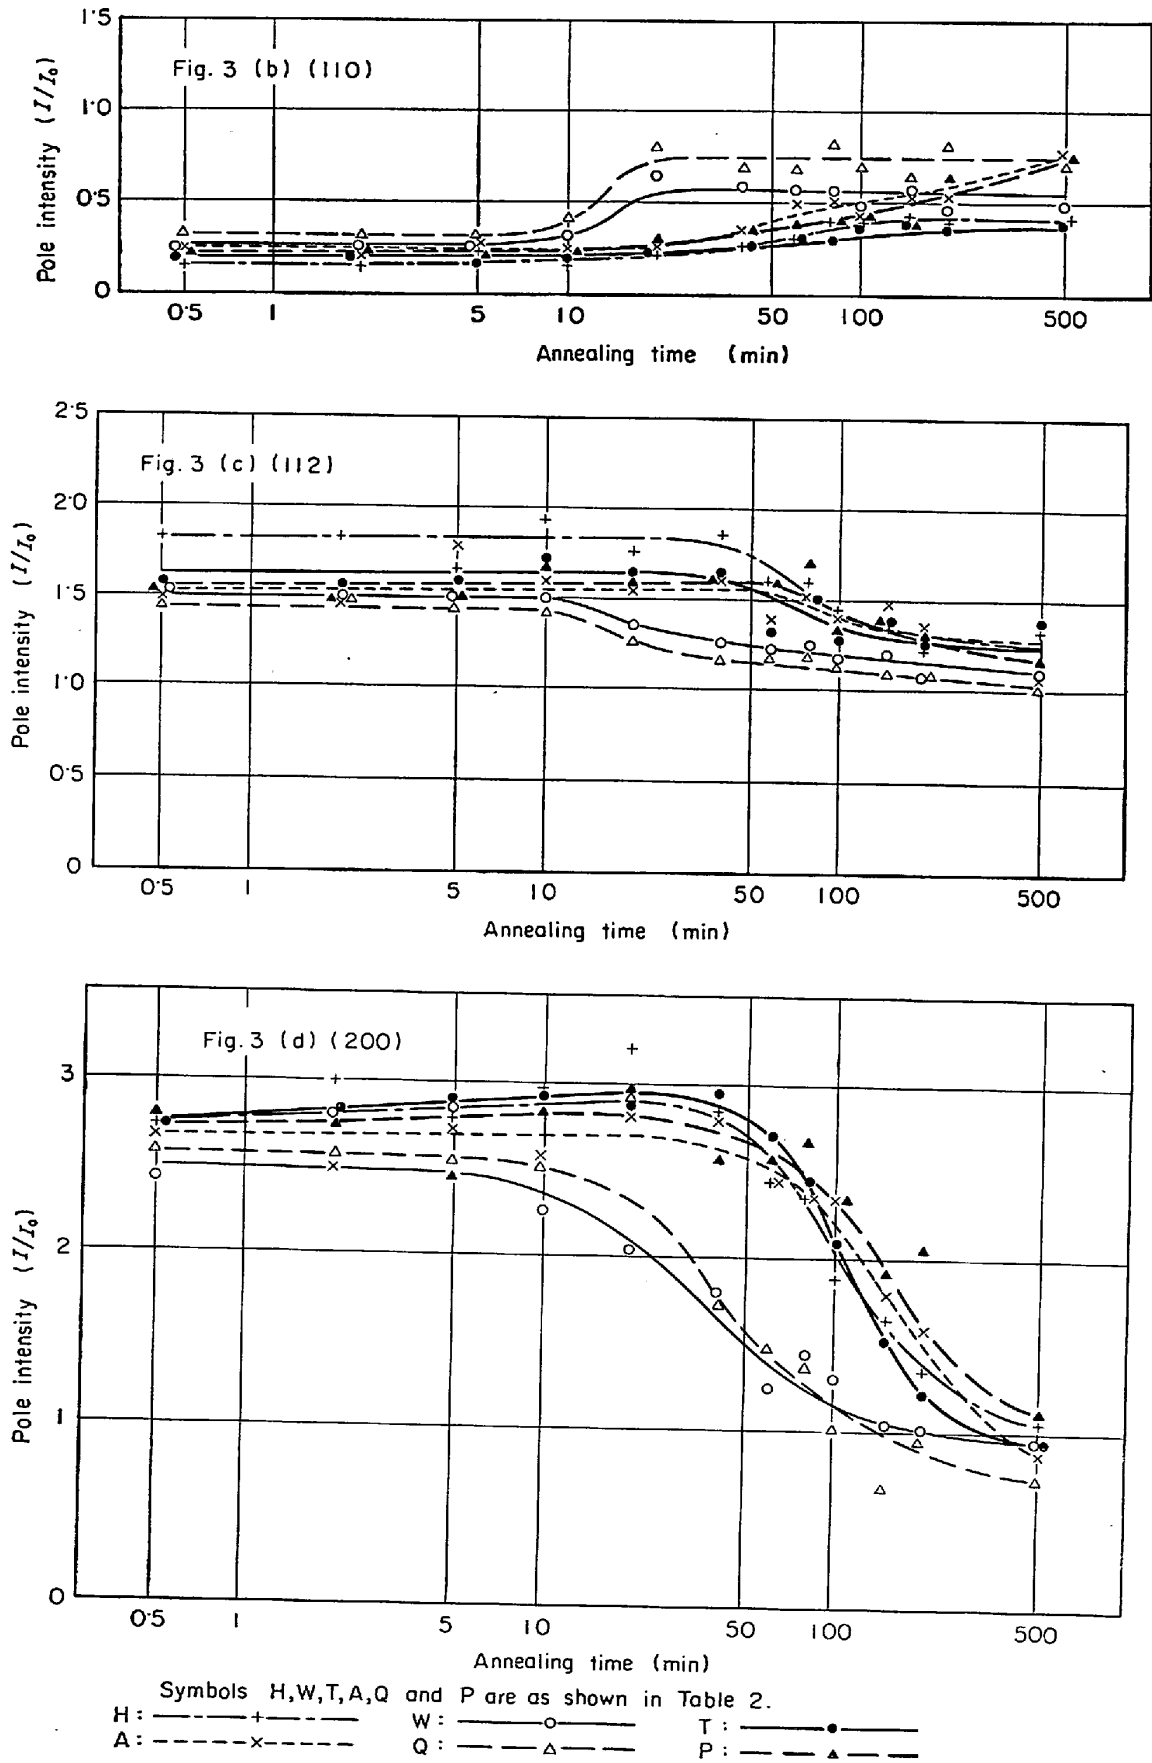 Pole intensity (I/I₀)
1·5
Fig. 3 (b) (110)
1·0
0·5
0
0·5 1 5 10 50 100 500
Annealing time (min)
Pole intensity (I/I₀)
2·5
Fig. 3 (c) (112)
2·0
1·5
1·0
0·5
0
0·5 1 5 10 50 100 500
Annealing time (min)
Pole intensity (I/I₀)
Fig. 3 (d) (200)
3
2
1
0
0·5 1 5 10 50 100 500
Annealing time (min)
Symbols H,W,T,A,Q and P are as shown in Table 2.
H : W : T :
A : Q : P :